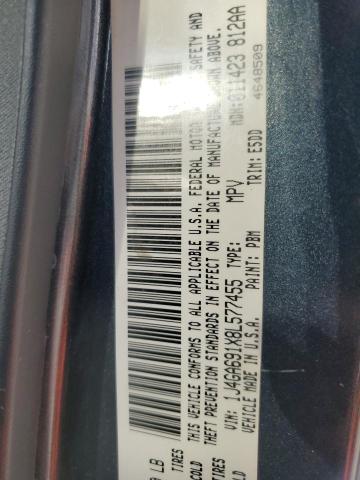 LB
TIRES
COLD
TIRES
COLD
THIS VEHICLE CONFORMS TO ALL APPLICABLE U.S.A. FEDERAL MOTOR SAFETY AND
THEFT PREVENTION STANDARDS IN EFFECT ON THE DATE OF MANUFACTURE SHOWN ABOVE.
VIN: 1J4GA691X8L577455 TYPE: MPV MDH:011423 812AA
VEHICLE MADE IN U.S.A. PAINT: PBM TRIM: E5DD 4648509